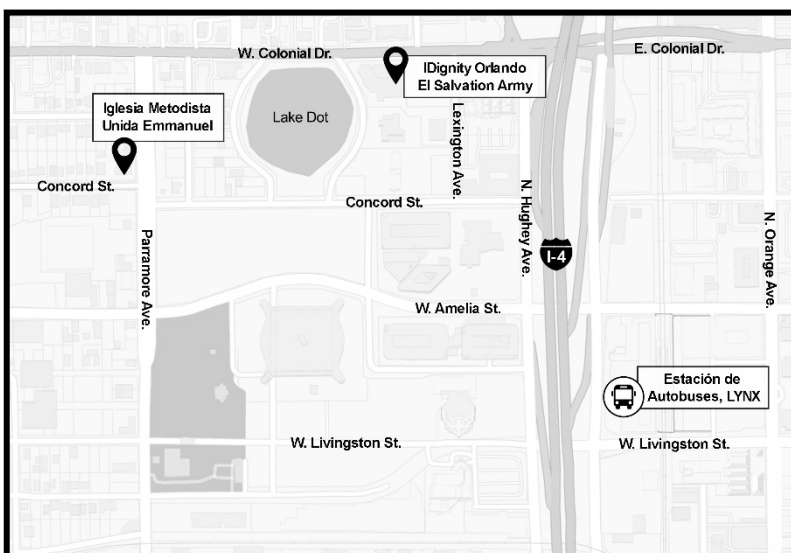 W. Colonial Dr.
E. Colonial Dr.
IDignity Orlando
El Salvation Army
Iglesia Metodista
Unida Emmanuel
Lake Dot
Lexington Ave.
Concord St.
Concord St.
Parramore Ave.
N. Hughey Ave.
I-4
N. Orange Ave.
W. Amelia St.
Estación de
Autobuses, LYNX
W. Livingston St.
W. Livingston St.